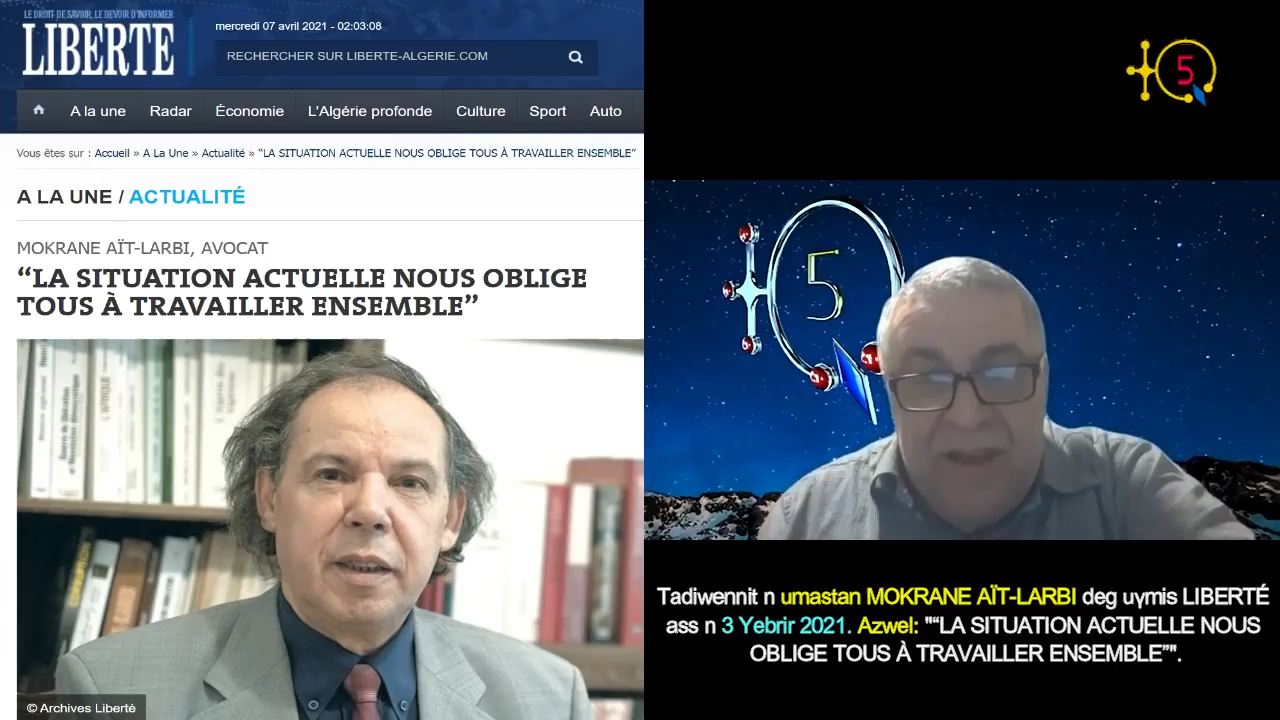 LE DROIT DE SAVOIR, LE DEVOIR D'INFORMER
LIBERTE
mercredi 07 avril 2021 - 02:03:08
RECHERCHER SUR LIBERTE-ALGERIE.COM
A la une Radar Économie L'Algérie profonde Culture Sport Auto
Vous êtes sur : Accueil » A La Une » Actualité » “LA SITUATION ACTUELLE NOUS OBLIGE TOUS À TRAVAILLER ENSEMBLE”
A LA UNE / ACTUALITÉ
MOKRANE AÏT-LARBI, AVOCAT
“LA SITUATION ACTUELLE NOUS OBLIGE
TOUS À TRAVAILLER ENSEMBLE”
© Archives Liberté
5
5
Tadiwennit n umastan MOKRANE AÏT-LARBI deg uγmis LIBERTÉ
ass n 3 Yebrir 2021. Azwel: "“LA SITUATION ACTUELLE NOUS
OBLIGE TOUS À TRAVAILLER ENSEMBLE”".